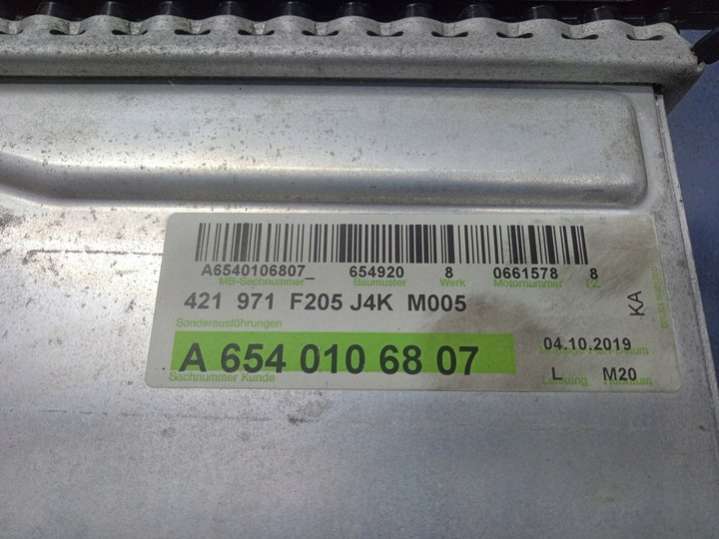 A6540106807_ 654920 8 0661578 8
MB-Sachnummer Baumuster Werk Motornummer PZ
421 971 F205 J4K M005
Sonderausführungen
KA
A 654 010 68 07
04.10.2019
Sachnummer Kunde
L M20